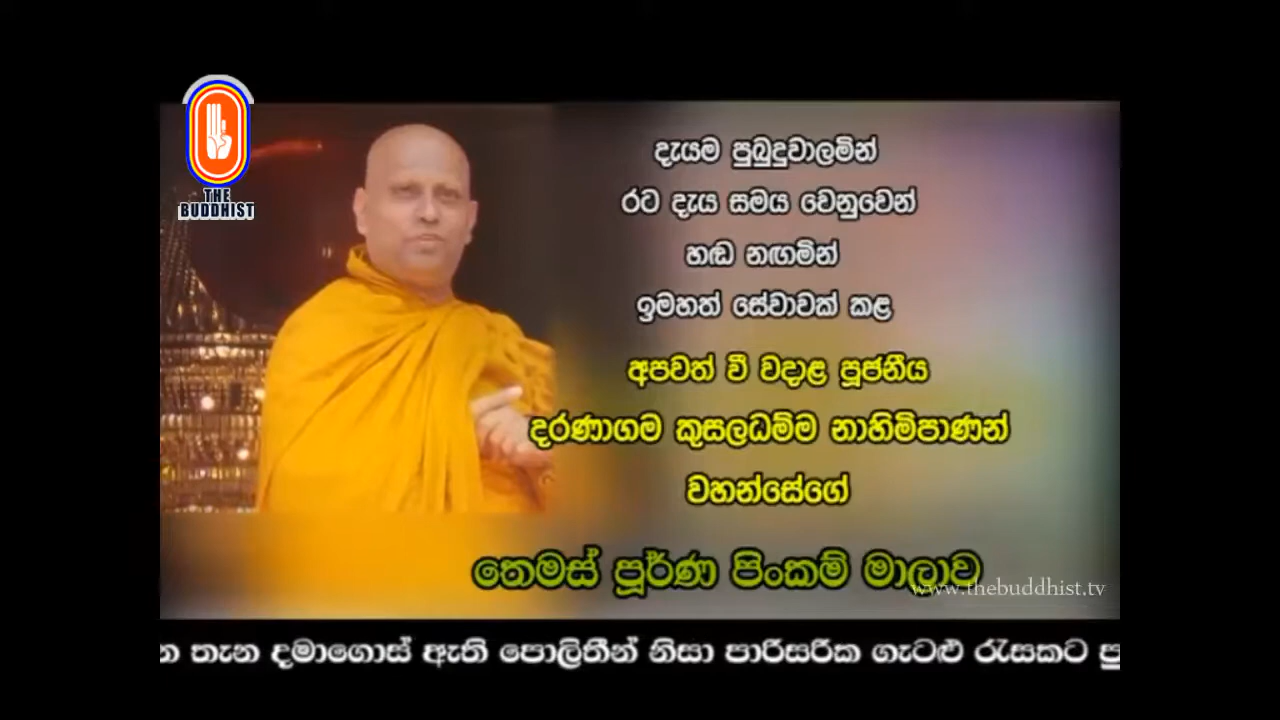 THE
BUDDHIST
දැයම පුබුදුවාලමින්
රට දැය සමය වෙනුවෙන්
හඬ නඟමින්
ඉමහත් සේවාවක් කළ
අපවත් වී වදාළ පූජනීය
දරණාගම කුසලධම්ම නාහිමිපාණන්
වහන්සේගේ
තෙමස් පූර්ණ පිංකම් මාලාව
www.thebuddhist.tv
තැන දමාගොස් ඇති පොලිතීන් නිසා පාරිසරික ගැටළු රැසකට